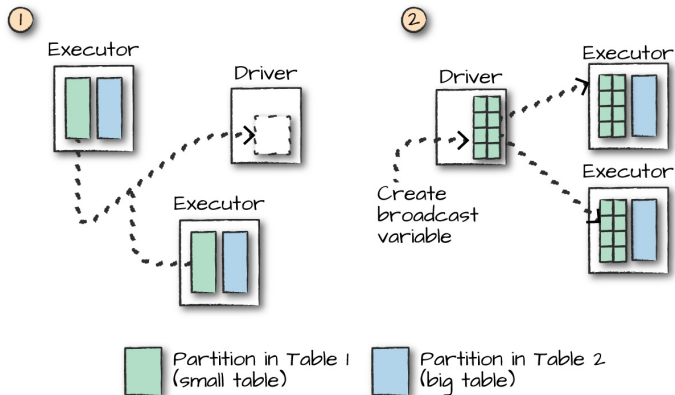 1
Executor
Driver
Executor
2
Driver
Executor
Executor
Create
broadcast
variable
Partition in Table 1
(small table)
Partition in Table 2
(big table)